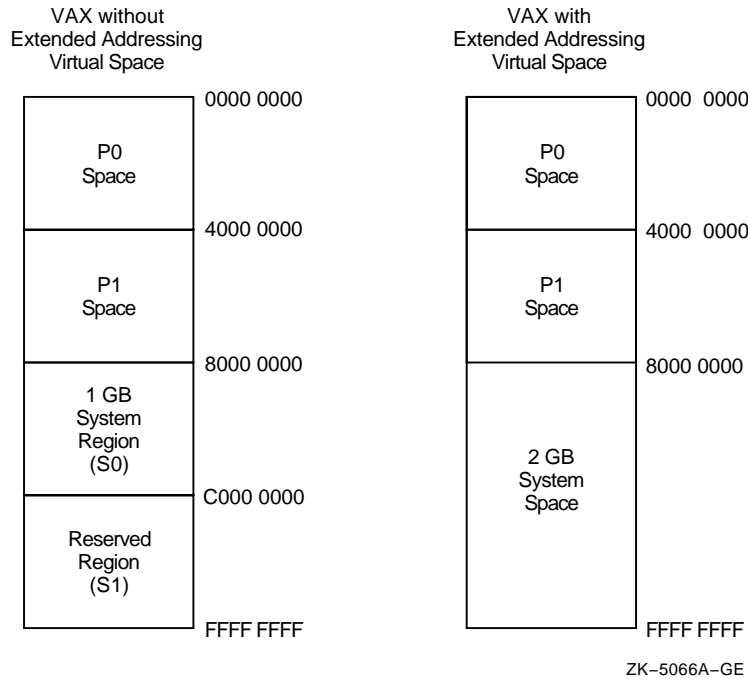 VAX without
Extended Addressing
Virtual Space
0000 0000
P0
Space
4000 0000
P1
Space
8000 0000
1 GB
System
Region
(S0)
C000 0000
Reserved
Region
(S1)
FFFF FFFF
VAX with
Extended Addressing
Virtual Space
0000 0000
P0
Space
4000 0000
P1
Space
8000 0000
2 GB
System
Space
FFFF FFFF
ZK–5066A–GE